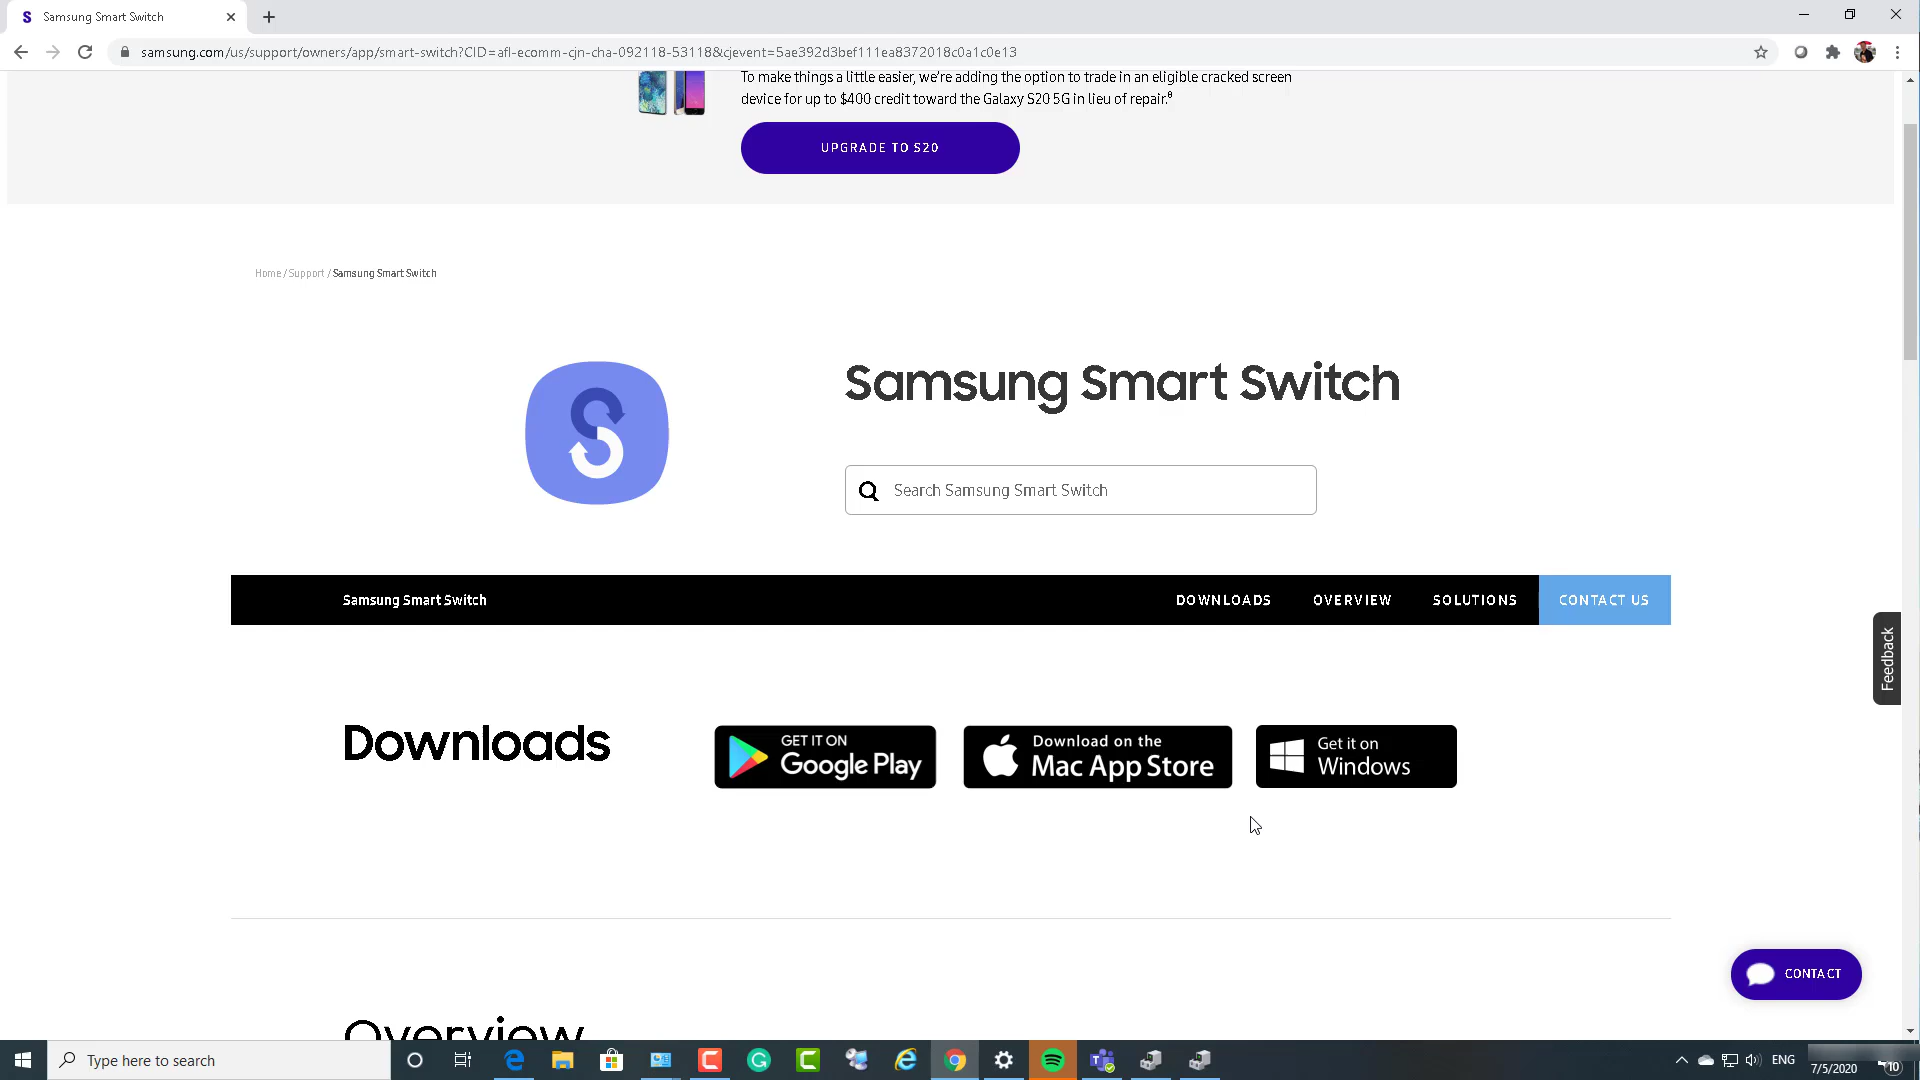 Samsung Smart Switch
samsung.com/us/support/owners/app/smart-switch?CID=afl-ecomm-cjn-cha-092118-53118&cjevent=5ae392d3bef111ea8372018c0a1c0e13
To make things a little easier, we're adding the option to trade in an eligible cracked screen
device for up to $400 credit toward the Galaxy S20 5G in lieu of repair.θ
UPGRADE TO S20
Home / Support / Samsung Smart Switch
Samsung Smart Switch
Search Samsung Smart Switch
Samsung Smart Switch DOWNLOADS OVERVIEW SOLUTIONS CONTACT US
Feedback
Downloads
GET IT ON
Google Play
Download on the
Mac App Store
Get it on
Windows
CONTACT
Overview
Type here to search
ENG
7/5/2020
10